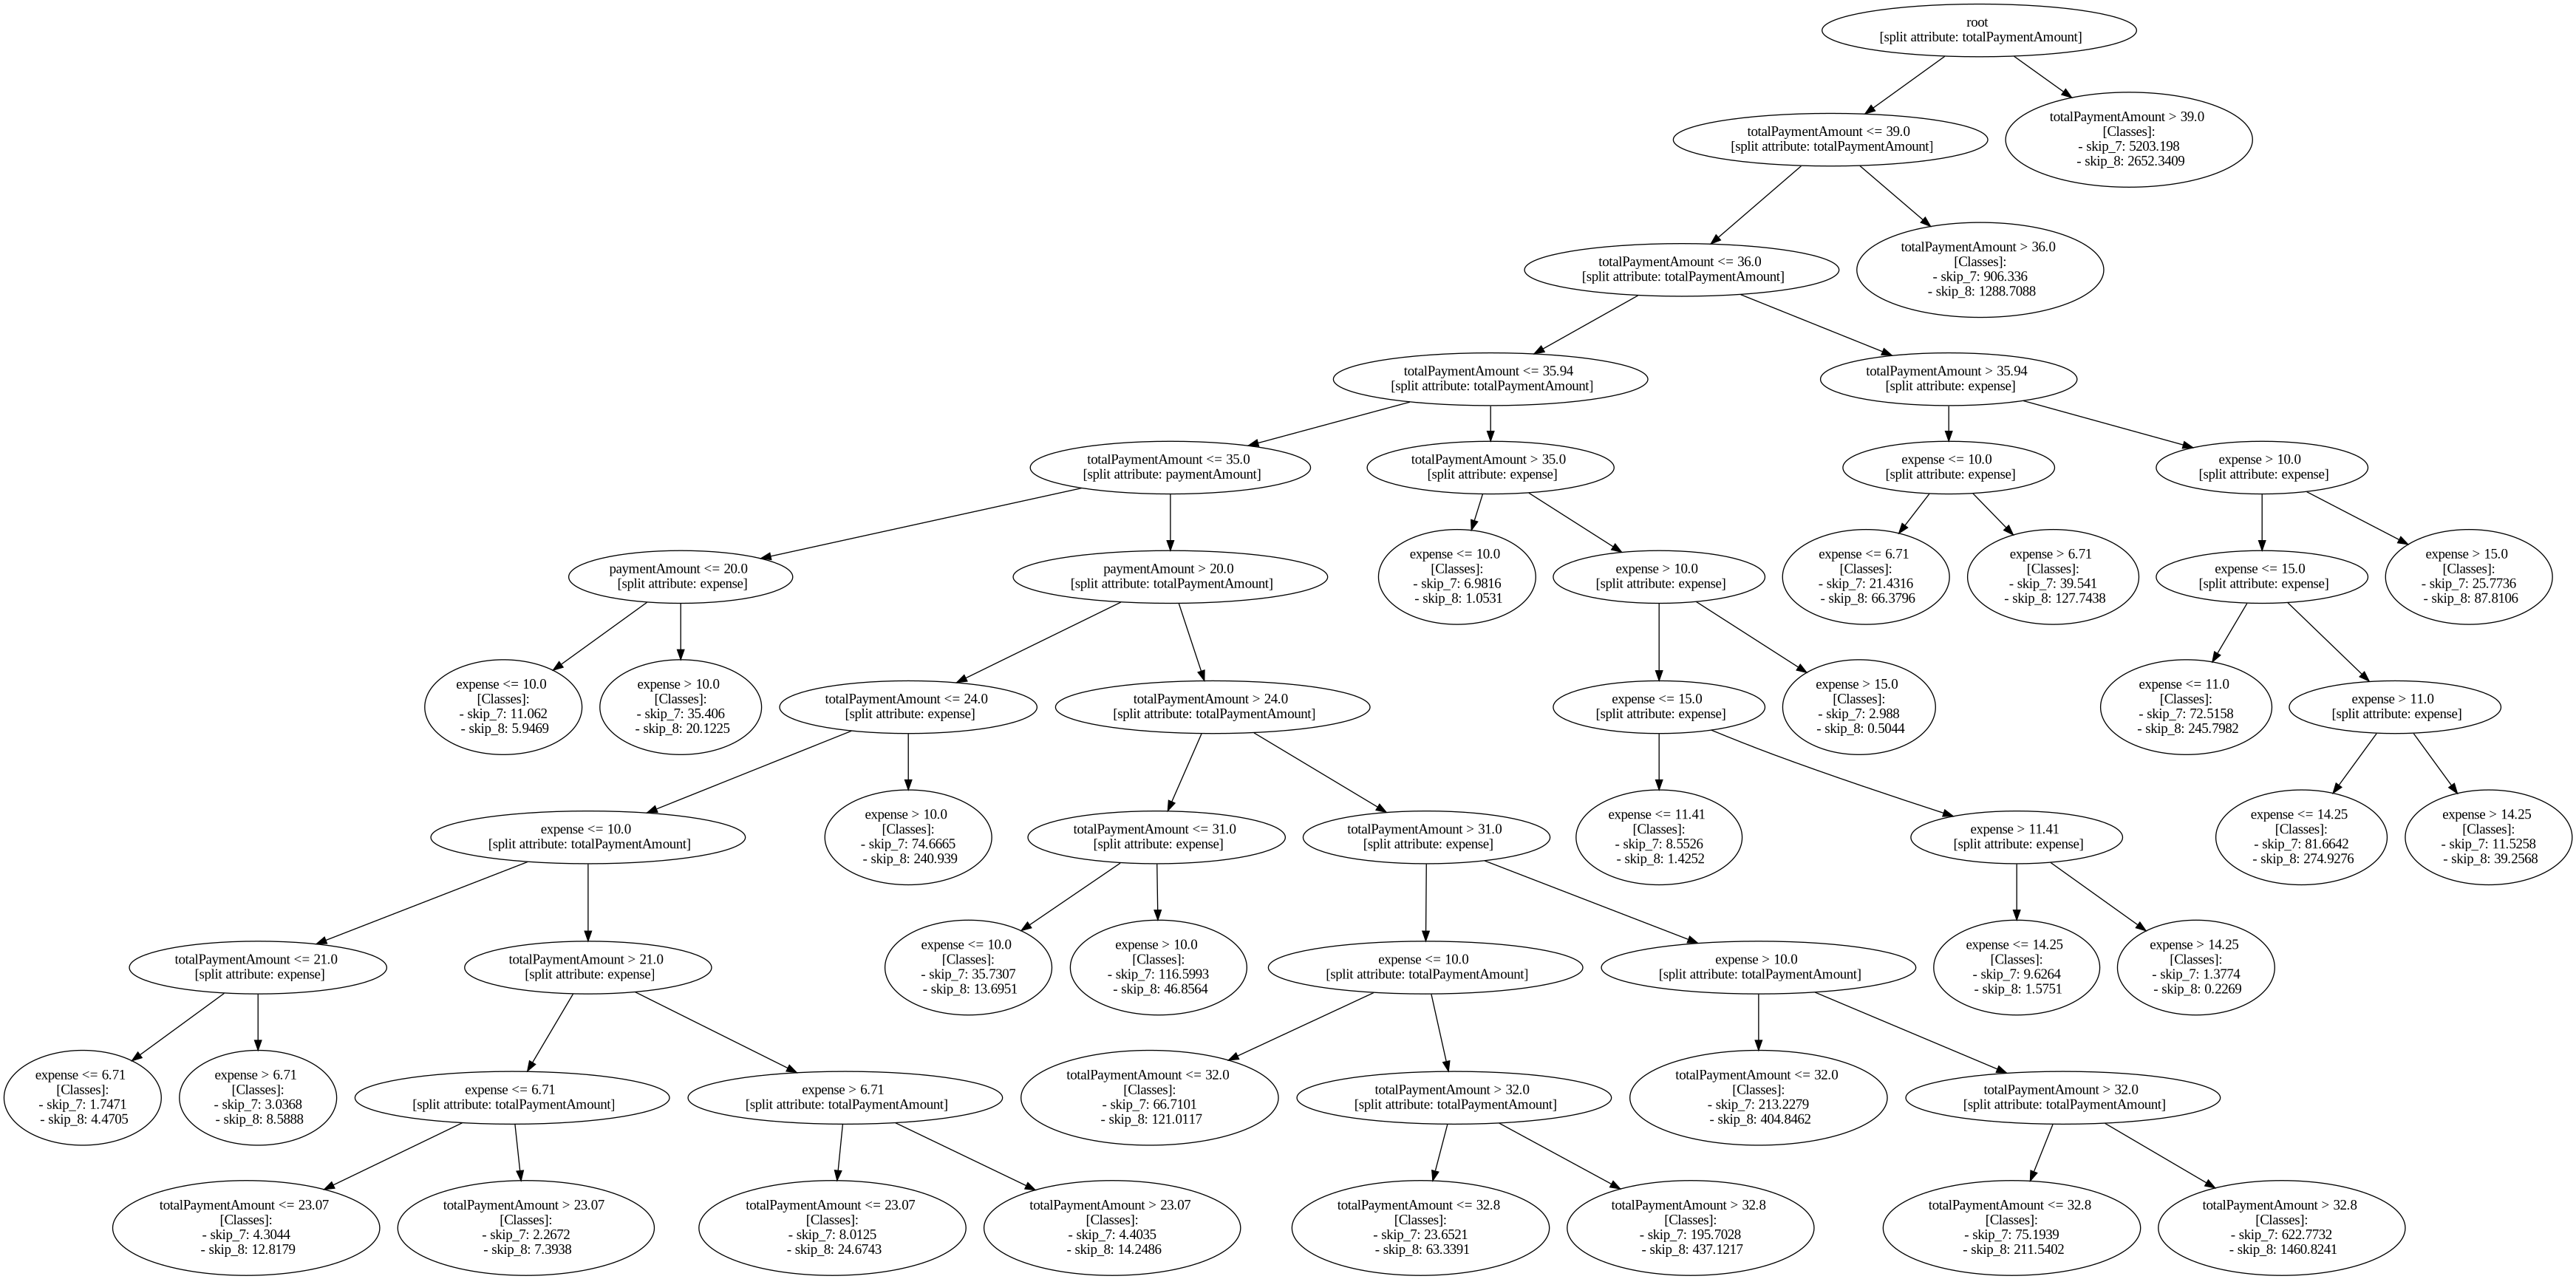 root
[split attribute: totalPaymentAmount]
totalPaymentAmount <= 39.0
[split attribute: totalPaymentAmount]
totalPaymentAmount > 39.0
[Classes]:
- skip_7: 5203.198
- skip_8: 2652.3409
totalPaymentAmount <= 36.0
[split attribute: totalPaymentAmount]
totalPaymentAmount > 36.0
[Classes]:
- skip_7: 906.336
- skip_8: 1288.7088
totalPaymentAmount <= 35.94
[split attribute: totalPaymentAmount]
totalPaymentAmount > 35.94
[split attribute: expense]
totalPaymentAmount <= 35.0
[split attribute: paymentAmount]
totalPaymentAmount > 35.0
[split attribute: expense]
expense <= 10.0
[split attribute: expense]
expense > 10.0
[split attribute: expense]
paymentAmount <= 20.0
[split attribute: expense]
paymentAmount > 20.0
[split attribute: totalPaymentAmount]
expense <= 10.0
[Classes]:
- skip_7: 6.9816
- skip_8: 1.0531
expense > 10.0
[split attribute: expense]
expense <= 6.71
[Classes]:
- skip_7: 21.4316
- skip_8: 66.3796
expense > 6.71
[Classes]:
- skip_7: 39.541
- skip_8: 127.7438
expense <= 15.0
[split attribute: expense]
expense > 15.0
[Classes]:
- skip_7: 25.7736
- skip_8: 87.8106
expense <= 10.0
[Classes]:
- skip_7: 11.062
- skip_8: 5.9469
expense > 10.0
[Classes]:
- skip_7: 35.406
- skip_8: 20.1225
totalPaymentAmount <= 24.0
[split attribute: expense]
totalPaymentAmount > 24.0
[split attribute: totalPaymentAmount]
expense <= 15.0
[split attribute: expense]
expense > 15.0
[Classes]:
- skip_7: 2.988
- skip_8: 0.5044
expense <= 11.0
[Classes]:
- skip_7: 72.5158
- skip_8: 245.7982
expense > 11.0
[split attribute: expense]
expense <= 10.0
[split attribute: totalPaymentAmount]
expense > 10.0
[Classes]:
- skip_7: 74.6665
- skip_8: 240.939
totalPaymentAmount <= 31.0
[split attribute: expense]
totalPaymentAmount > 31.0
[split attribute: expense]
expense <= 11.41
[Classes]:
- skip_7: 8.5526
- skip_8: 1.4252
expense > 11.41
[split attribute: expense]
expense <= 14.25
[Classes]:
- skip_7: 81.6642
- skip_8: 274.9276
expense > 14.25
[Classes]:
- skip_7: 11.5258
- skip_8: 39.2568
totalPaymentAmount <= 21.0
[split attribute: expense]
totalPaymentAmount > 21.0
[split attribute: expense]
expense <= 10.0
[Classes]:
- skip_7: 35.7307
- skip_8: 13.6951
expense > 10.0
[Classes]:
- skip_7: 116.5993
- skip_8: 46.8564
expense <= 10.0
[split attribute: totalPaymentAmount]
expense > 10.0
[split attribute: totalPaymentAmount]
expense <= 14.25
[Classes]:
- skip_7: 9.6264
- skip_8: 1.5751
expense > 14.25
[Classes]:
- skip_7: 1.3774
- skip_8: 0.2269
expense <= 6.71
[Classes]:
- skip_7: 1.7471
- skip_8: 4.4705
expense > 6.71
[Classes]:
- skip_7: 3.0368
- skip_8: 8.5888
expense <= 6.71
[split attribute: totalPaymentAmount]
expense > 6.71
[split attribute: totalPaymentAmount]
totalPaymentAmount <= 32.0
[Classes]:
- skip_7: 66.7101
- skip_8: 121.0117
totalPaymentAmount > 32.0
[split attribute: totalPaymentAmount]
totalPaymentAmount <= 32.0
[Classes]:
- skip_7: 213.2279
- skip_8: 404.8462
totalPaymentAmount > 32.0
[split attribute: totalPaymentAmount]
totalPaymentAmount <= 23.07
[Classes]:
- skip_7: 4.3044
- skip_8: 12.8179
totalPaymentAmount > 23.07
[Classes]:
- skip_7: 2.2672
- skip_8: 7.3938
totalPaymentAmount <= 23.07
[Classes]:
- skip_7: 8.0125
- skip_8: 24.6743
totalPaymentAmount > 23.07
[Classes]:
- skip_7: 4.4035
- skip_8: 14.2486
totalPaymentAmount <= 32.8
[Classes]:
- skip_7: 23.6521
- skip_8: 63.3391
totalPaymentAmount > 32.8
[Classes]:
- skip_7: 195.7028
- skip_8: 437.1217
totalPaymentAmount <= 32.8
[Classes]:
- skip_7: 75.1939
- skip_8: 211.5402
totalPaymentAmount > 32.8
[Classes]:
- skip_7: 622.7732
- skip_8: 1460.8241